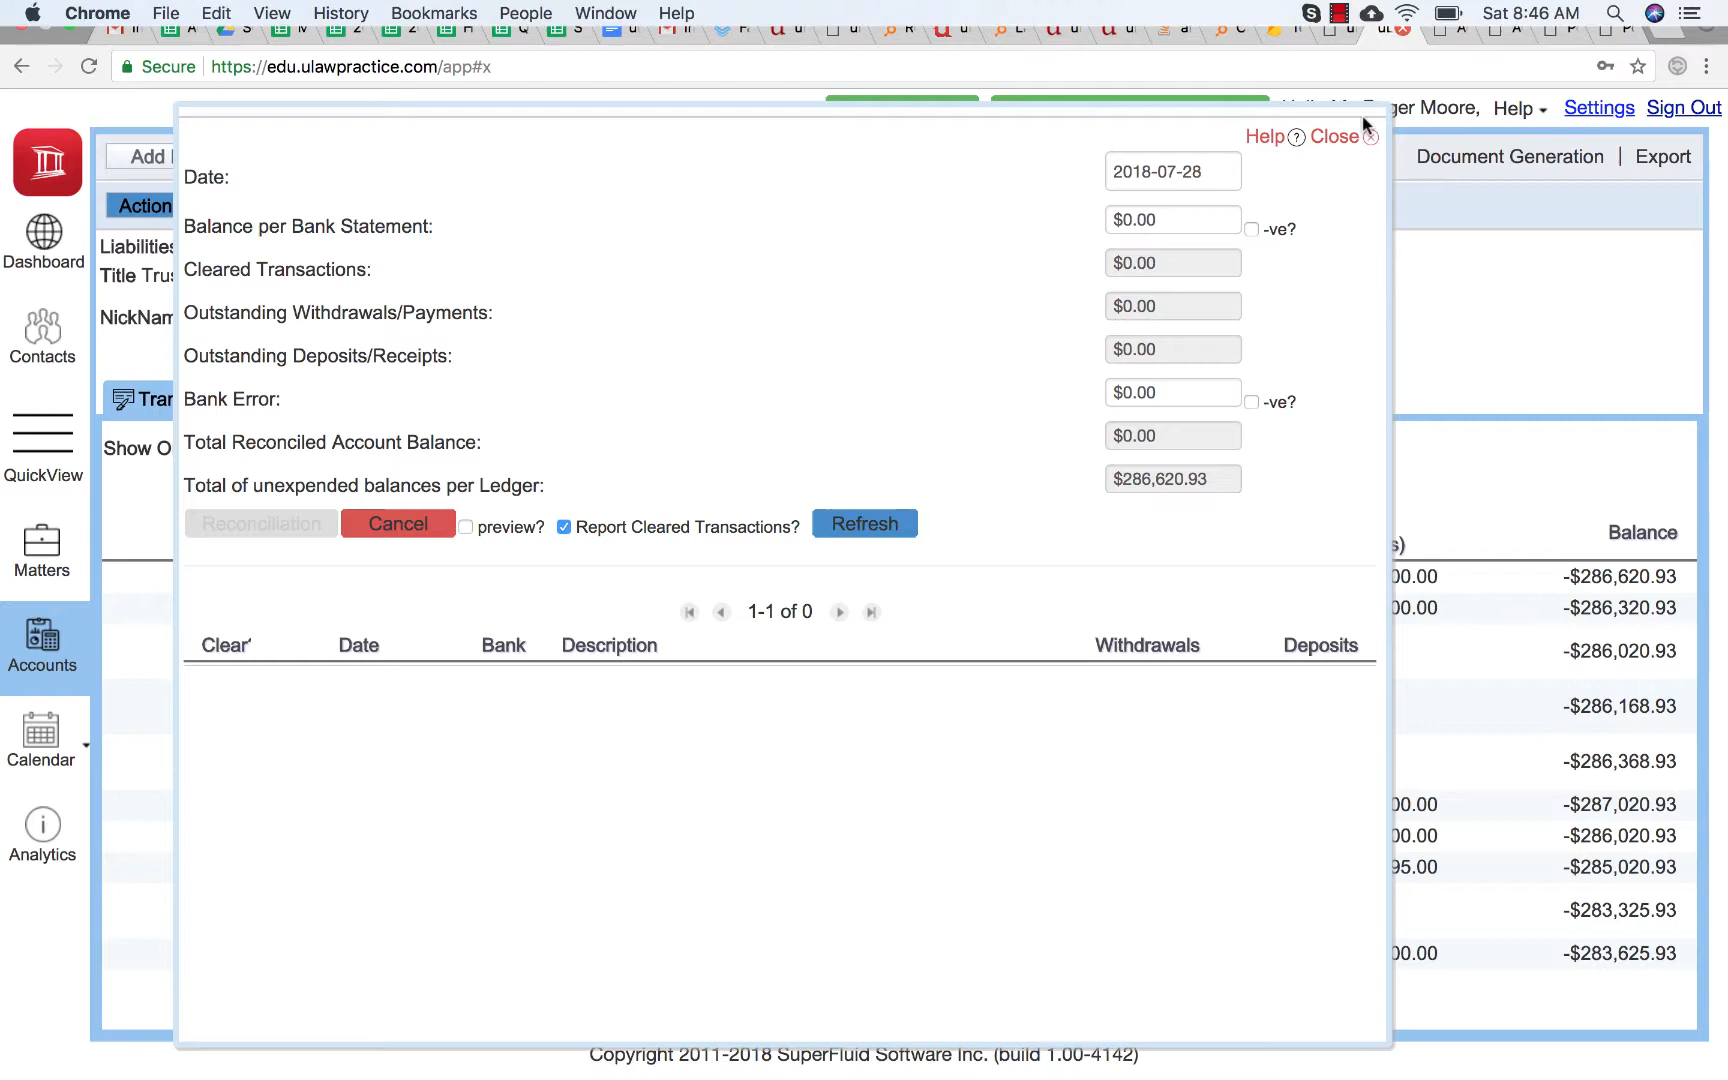 Chrome File Edit View History Bookmarks People Window Help Sat 8:46 AM
Secure https://edu.ulawpractice.com/app#x
ger Moore, Help Settings Sign Out
Help ? Close
Add
Document Generation | Export
Date: 2018-07-28
Action
Balance per Bank Statement: $0.00 -ve?
Liabilities
Cleared Transactions: $0.00
Title Trus
Outstanding Withdrawals/Payments: $0.00
NickNam
Outstanding Deposits/Receipts: $0.00
Tran
Bank Error: $0.00 -ve?
Show O
Total Reconciled Account Balance: $0.00
Total of unexpended balances per Ledger: $286,620.93
Reconciliation Cancel preview? Report Cleared Transactions? Refresh
s) Balance
1-1 of 0
Clear' Date Bank Description Withdrawals Deposits
00.00 -$286,620.93
00.00 -$286,320.93
-$286,020.93
-$286,168.93
-$286,368.93
00.00 -$287,020.93
00.00 -$286,020.93
95.00 -$285,020.93
-$283,325.93
00.00 -$283,625.93
Dashboard
Contacts
QuickView
Matters
Accounts
Calendar
Analytics
Copyright 2011-2018 SuperFluid Software Inc. (build 1.00-4142)